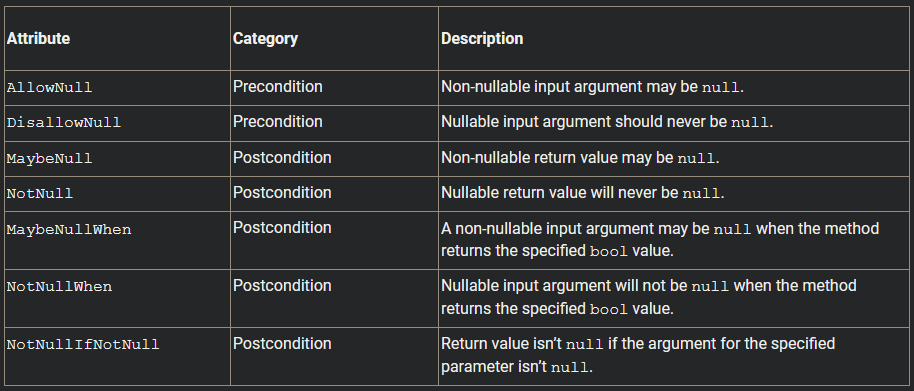 Attribute Category Description
AllowNull Precondition Non-nullable input argument may be null.
DisallowNull Precondition Nullable input argument should never be null.
MaybeNull Postcondition Non-nullable return value may be null.
NotNull Postcondition Nullable return value will never be null.
MaybeNullWhen Postcondition A non-nullable input argument may be null when the method
returns the specified bool value.
NotNullWhen Postcondition Nullable input argument will not be null when the method
returns the specified bool value.
NotNullIfNotNull Postcondition Return value isn’t null if the argument for the specified
parameter isn’t null.